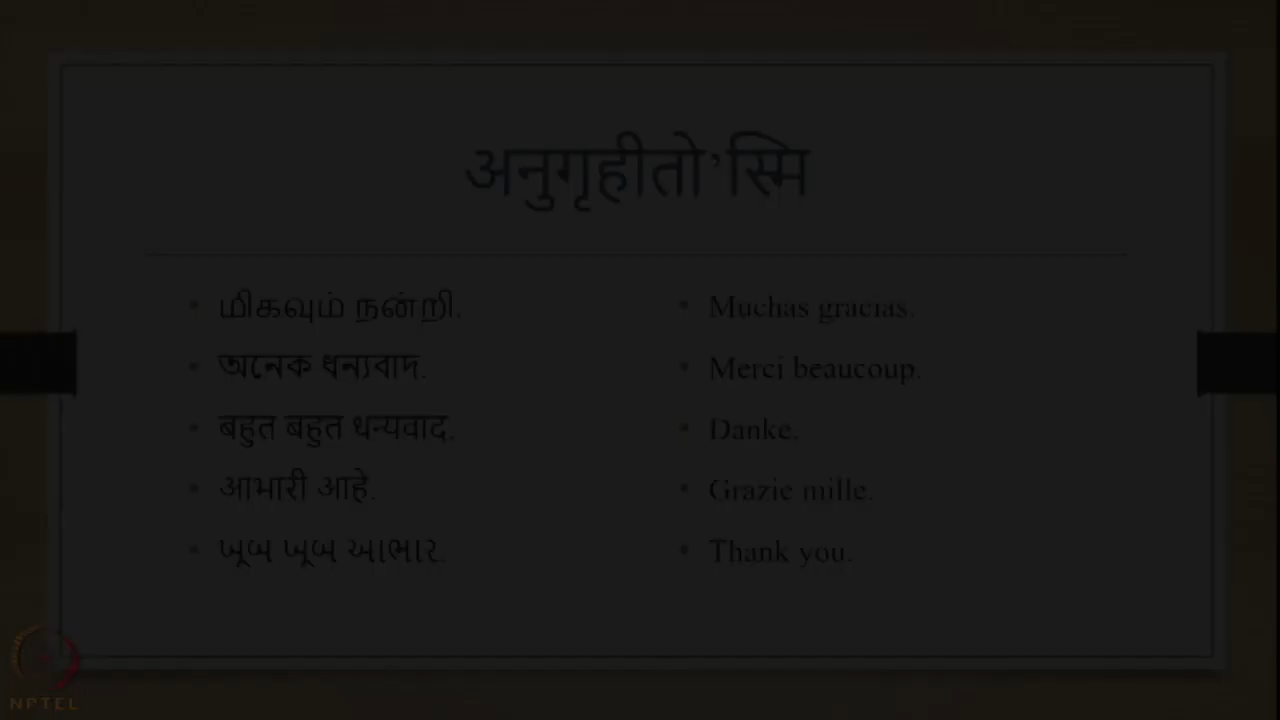 अनुगृहीतो’स्मि
மிகவும் நன்றி.
অনেক ধন্যবাদ.
बहुत बहुत धन्यवाद.
आभारी आहे.
ખૂબ ખૂબ આભાર.
Muchas gracias.
Merci beaucoup.
Danke.
Grazie mille.
Thank you.
NPTEL